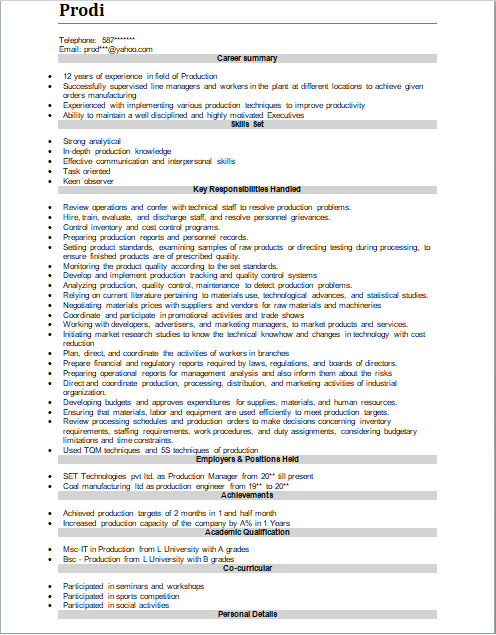 Prodi
Telephone: 587*******
Email: prod***@yahoo.com
Career summary
12 years of experience in field of Production
Successfully supervised line managers and workers in the plant at different locations to achieve given
orders manufacturing
Experienced with implementing various production techniques to improve productivity
Ability to maintain a well disciplined and highly motivated Executives
Skills Set
Strong analytical
In-depth production knowledge
Effective communication and interpersonal skills
Task oriented
Keen observer
Key Responsibilities Handled
Review operations and confer with technical staff to resolve production problems.
Hire, train, evaluate, and discharge staff, and resolve personnel grievances.
Control inventory and cost control programs.
Preparing production reports and personnel records.
Setting product standards, examining samples of raw products or directing testing during processing, to
ensure finished products are of prescribed quality.
Monitoring the product quality according to the set standards.
Develop and implement production tracking and quality control systems
Analyzing production, quality control, maintenance to detect production problems.
Relying on current literature pertaining to materials use, technological advances, and statistical studies.
Negotiating materials prices with suppliers and vendors for raw materials and machineries
Coordinate and participate in promotional activities and trade shows
Working with developers, advertisers, and marketing managers, to market products and services.
Initiating market research studies to know the technical knowhow and changes in technology with cost
reduction
Plan, direct, and coordinate the activities of workers in branches
Prepare financial and regulatory reports required by laws, regulations, and boards of directors.
Preparing operational reports for management analysis and also inform them about the risks
Direct and coordinate production, processing, distribution, and marketing activities of industrial
organization.
Developing budgets and approves expenditures for supplies, materials, and human resources.
Ensuring that materials, labor and equipment are used efficiently to meet production targets.
Review processing schedules and production orders to make decisions concerning inventory
requirements, staffing requirements, work procedures, and duty assignments, considering budgetary
limitations and time constraints.
Used TQM techniques and 5S techniques of production
Employers & Positions Held
SET Technologies pvt ltd. as Production Manager from 20** till present
Coal manufacturing ltd as production engineer from 19** to 20**
Achievements
Achieved production targets of 2 months in 1 and half month
Increased production capacity of the company by A% in 1 Years
Academic Qualification
Msc-IT in Production from L University with A grades
Bsc - Production from L University with B grades
Co-curricular
Participated in seminars and workshops
Participated in sports competition
Participated in social activities
Personal Details